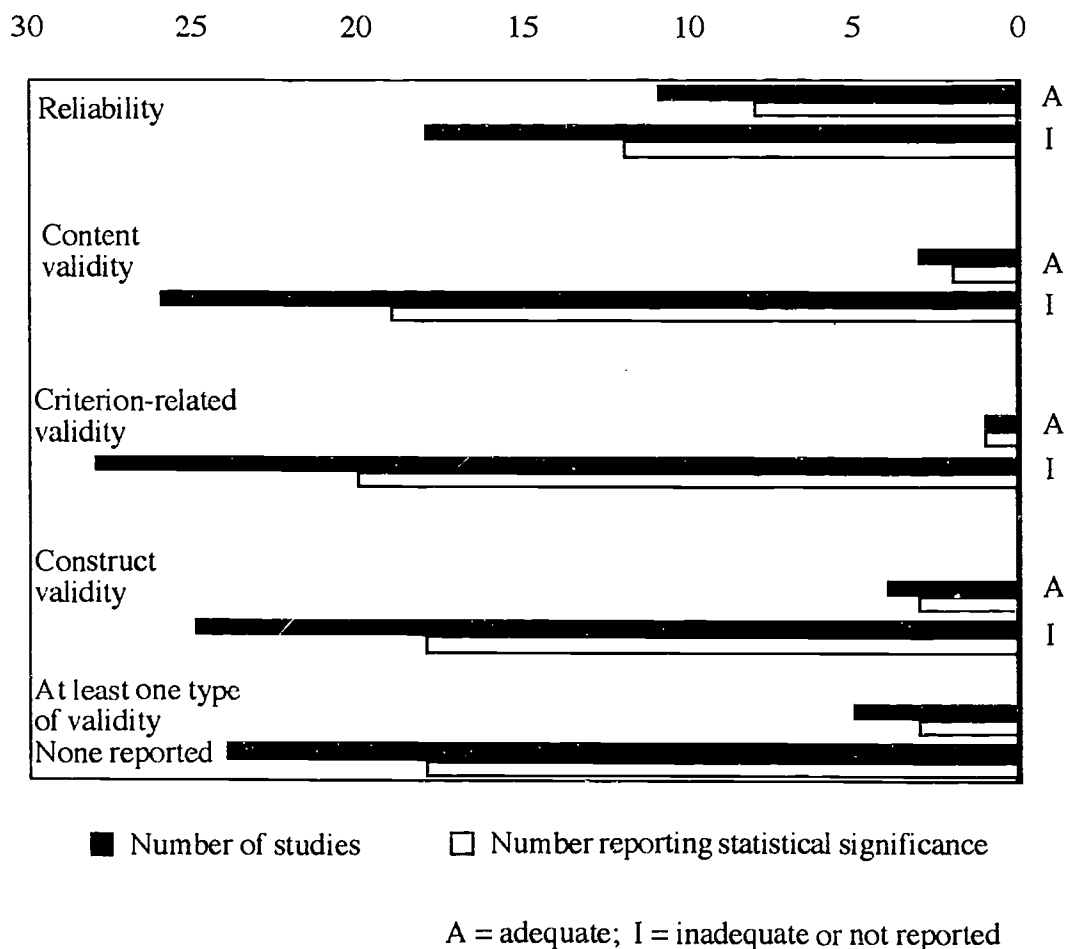 30 25 20 15 10 5 0
Reliability
A
I
Content
validity
A
I
Criterion-related
validity
A
I
Construct
validity
A
I
At least one type
of validity
None reported
Number of studies
Number reporting statistical significance
A = adequate; I = inadequate or not reported